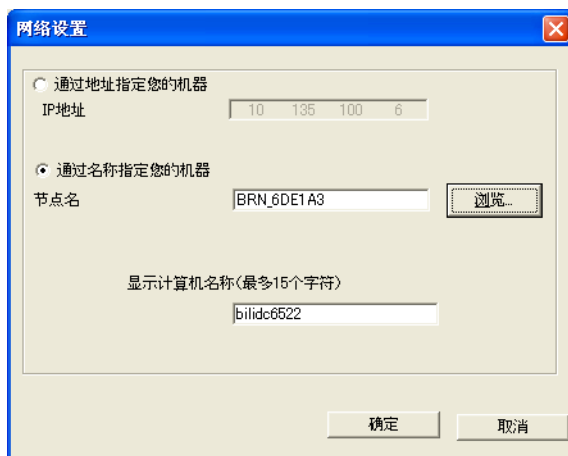 网络设置
通过地址指定您的机器
IP地址 10 135 100 6
通过名称指定您的机器
节点名 BRN_6DE1A3 浏览...
显示计算机名称(最多15个字符)
bilidc6522
确定 取消